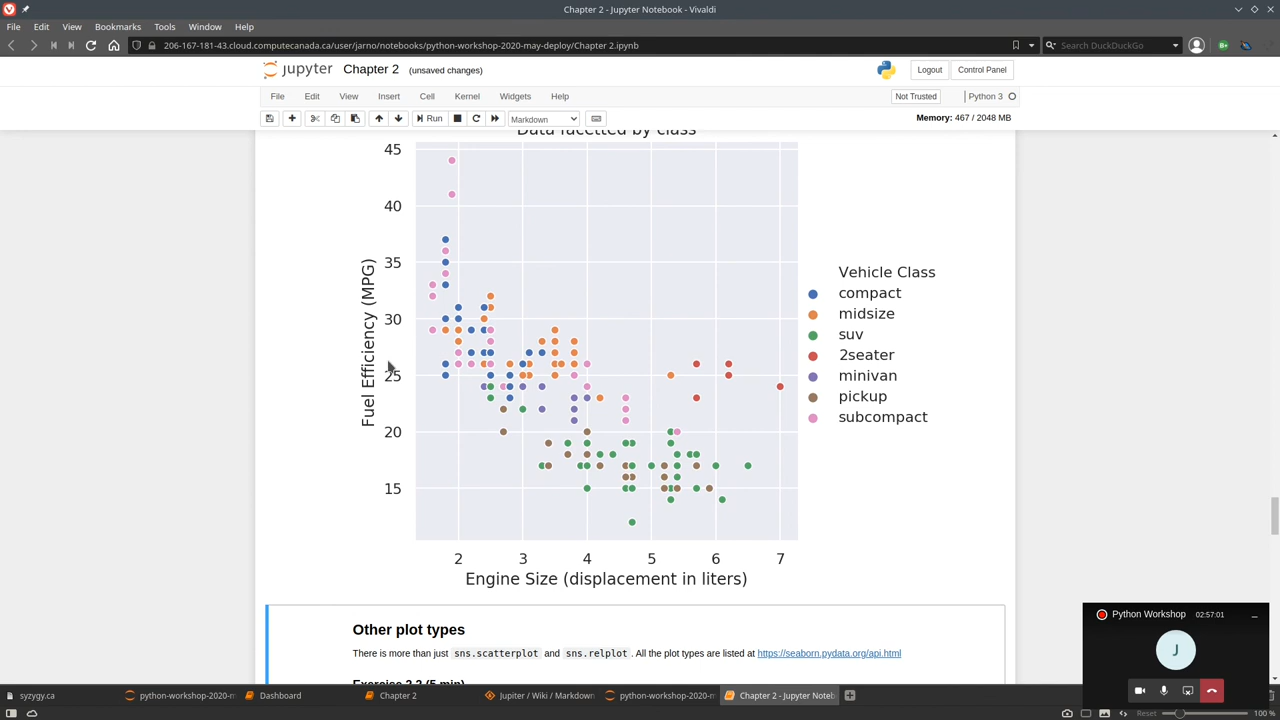 Chapter 2 - Jupyter Notebook - Vivaldi
File Edit View Bookmarks Tools Window Help
206-167-181-43.cloud.computecanada.ca/user/jarno/notebooks/python-workshop-2020-may-deploy/Chapter 2.ipynb
Search DuckDuckGo
jupyter Chapter 2 (unsaved changes)
Logout Control Panel
File Edit View Insert Cell Kernel Widgets Help
Not Trusted Python 3
Run Markdown
Memory: 467 / 2048 MB
Data facetted by class
45
40
35
30
25
20
15
Fuel Efficiency (MPG)
2 3 4 5 6 7
Engine Size (displacement in liters)
Vehicle Class
compact
midsize
suv
2seater
minivan
pickup
subcompact
Other plot types
There is more than just sns.scatterplot and sns.relplot. All the plot types are listed at https://seaborn.pydata.org/api.html
Exercise 2.2 (5 min)
Python Workshop 02:57:01
J
syzygy.ca
python-workshop-2020-m
Dashboard
Chapter 2
Jupiter / Wiki / Markdown
python-workshop-2020-m
Chapter 2 - Jupyter Noteb
Reset 100 %